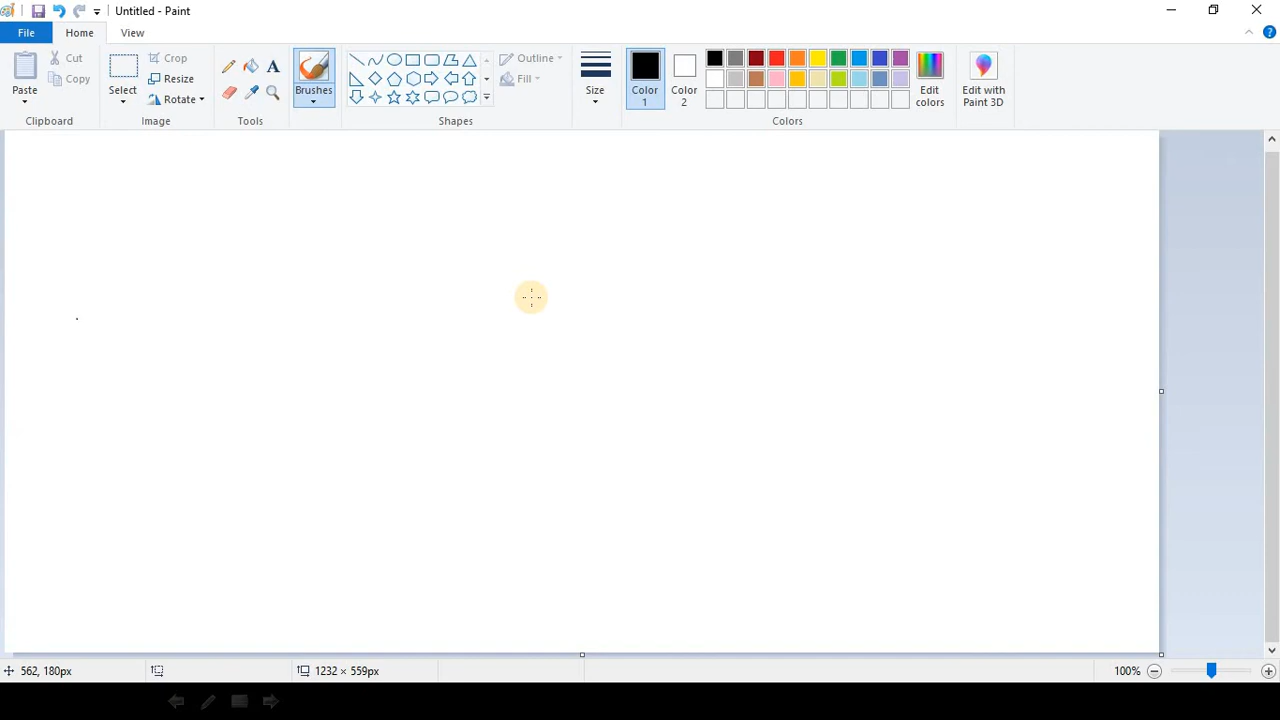 Untitled - Paint
File Home View
Paste
Cut
Copy
Clipboard
Select
Crop
Resize
Rotate
Image
A
Tools
Brushes
Shapes
Outline
Fill
Size
Color 1
Color 2
Colors
Edit colors
Edit with Paint 3D
562, 180px
1232 × 559px
100%